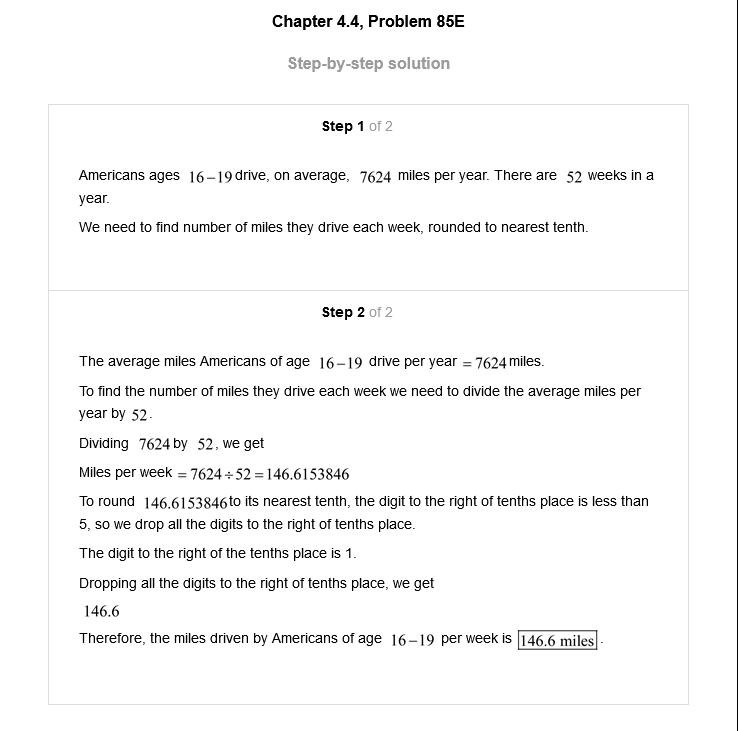 Chapter 4.4, Problem 85E
Step-by-step solution
Step 1 of 2
Americans ages 16–19 drive, on average, 7624 miles per year. There are 52 weeks in a
year.
We need to find number of miles they drive each week, rounded to nearest tenth.
Step 2 of 2
The average miles Americans of age 16–19 drive per year = 7624 miles.
To find the number of miles they drive each week we need to divide the average miles per
year by 52.
Dividing 7624 by 52, we get
Miles per week = 7624 ÷ 52 = 146.6153846
To round 146.6153846 to its nearest tenth, the digit to the right of tenths place is less than
5, so we drop all the digits to the right of tenths place.
The digit to the right of the tenths place is 1.
Dropping all the digits to the right of tenths place, we get
146.6
Therefore, the miles driven by Americans of age 16–19 per week is 146.6 miles.